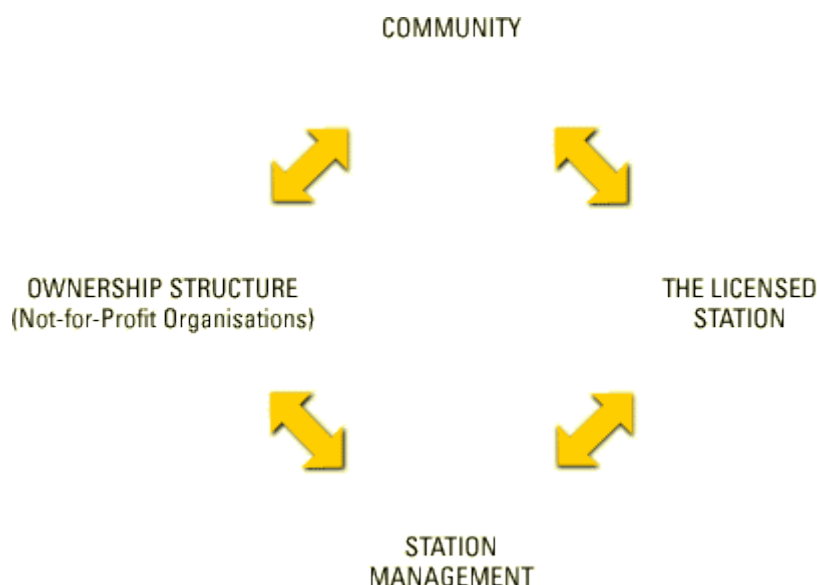 COMMUNITY
OWNERSHIP STRUCTURE
(Not-for-Profit Organisations)
THE LICENSED
STATION
STATION
MANAGEMENT